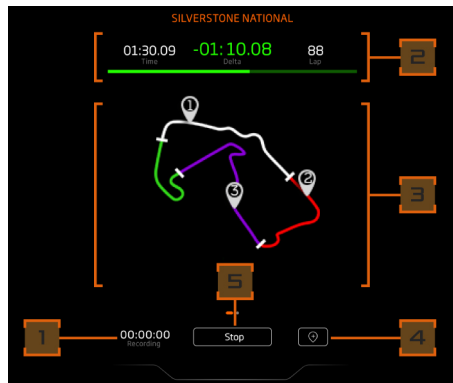 SILVERSTONE NATIONAL
01:30.09 -01:10.08 88
Time Delta Lap
2
1
2
3
3
5
00:00:00 Stop
Recording
1
4